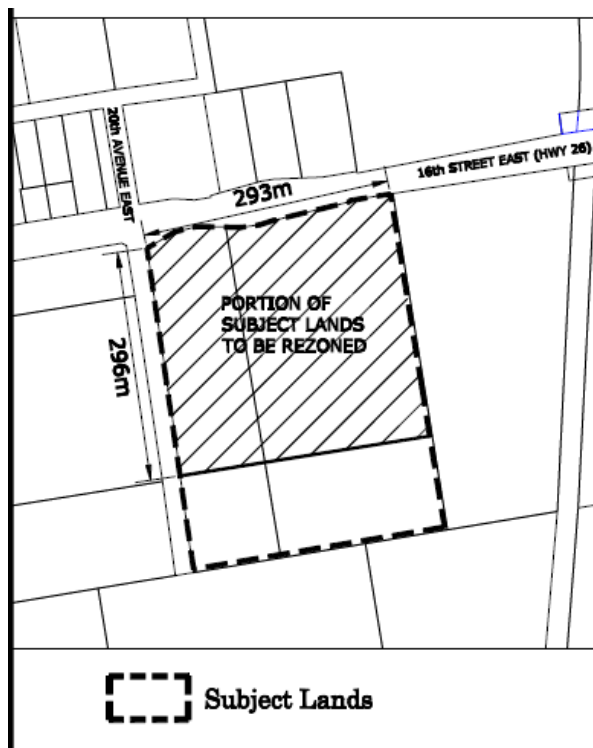 20th AVENUE EAST
293m
16th STREET EAST (HWY 26)
PORTION OF
SUBJECT LANDS
TO BE REZONED
296m
Subject Lands